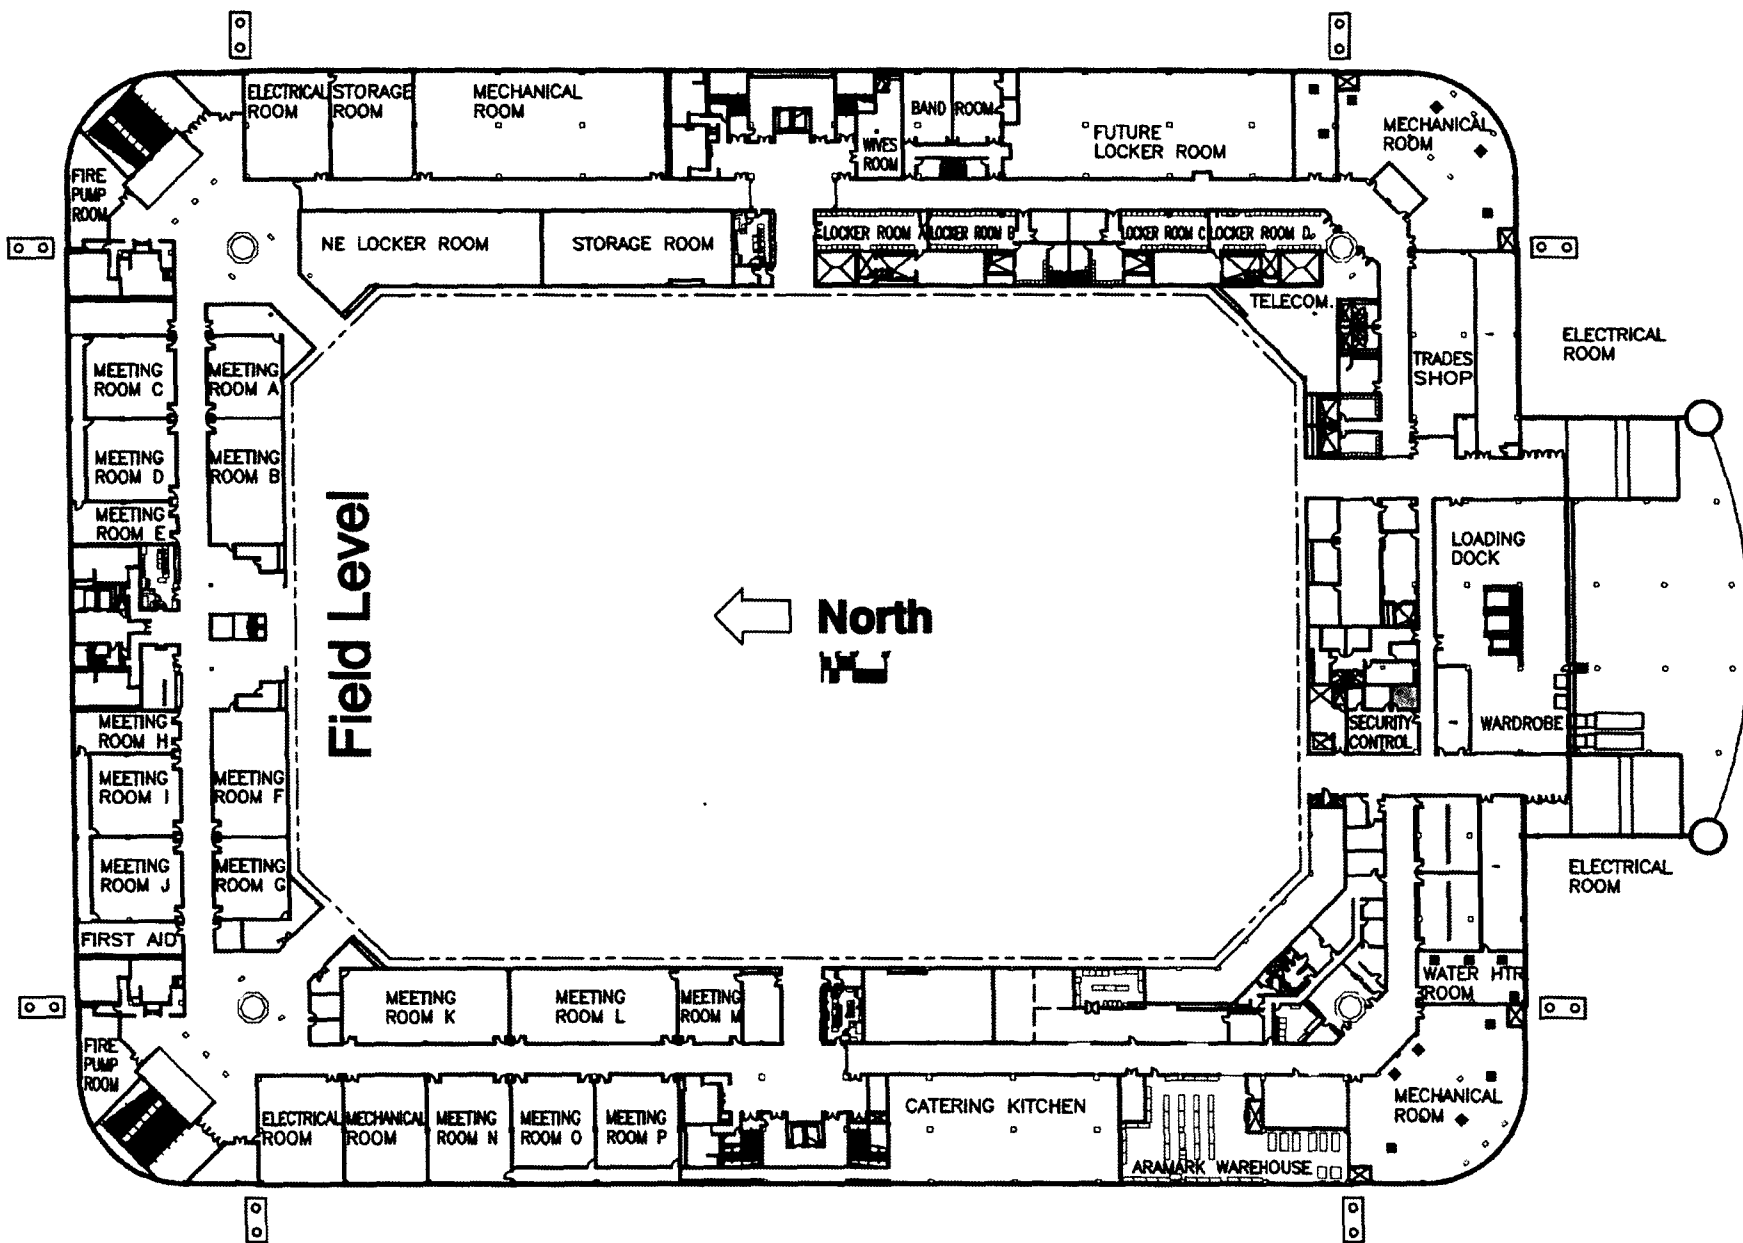 ELECTRICAL
ROOM
STORAGE
ROOM
MECHANICAL
ROOM
WIVES
ROOM
BAND ROOM
FUTURE
LOCKER ROOM
MECHANICAL
ROOM
FIRE
PUMP
ROOM
NE LOCKER ROOM
STORAGE ROOM
LOCKER ROOM A
LOCKER ROOM B
LOCKER ROOM C
LOCKER ROOM D
TELECOM.
ELECTRICAL
ROOM
TRADES
SHOP
MEETING
ROOM C
MEETING
ROOM A
MEETING
ROOM D
MEETING
ROOM B
MEETING
ROOM E
Field Level
North
LOADING
DOCK
MEETING
ROOM H
SECURITY
CONTROL
WARDROBE
MEETING
ROOM I
MEETING
ROOM F
MEETING
ROOM J
MEETING
ROOM G
ELECTRICAL
ROOM
FIRST AID
WATER HTR
ROOM
MEETING
ROOM K
MEETING
ROOM L
MEETING
ROOM M
FIRE
PUMP
ROOM
ELECTRICAL
ROOM
MECHANICAL
ROOM
MEETING
ROOM N
MEETING
ROOM O
MEETING
ROOM P
CATERING KITCHEN
ARAMARK WAREHOUSE
MECHANICAL
ROOM